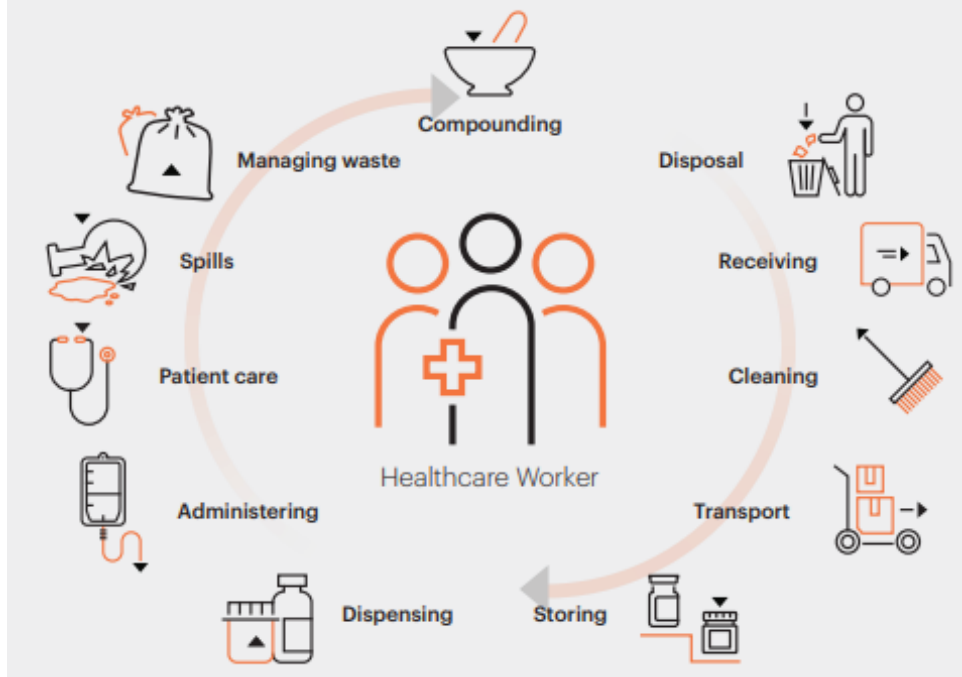 Compounding
Managing waste
Disposal
Spills
Receiving
Patient care
Cleaning
Healthcare Worker
Administering
Transport
Dispensing
Storing